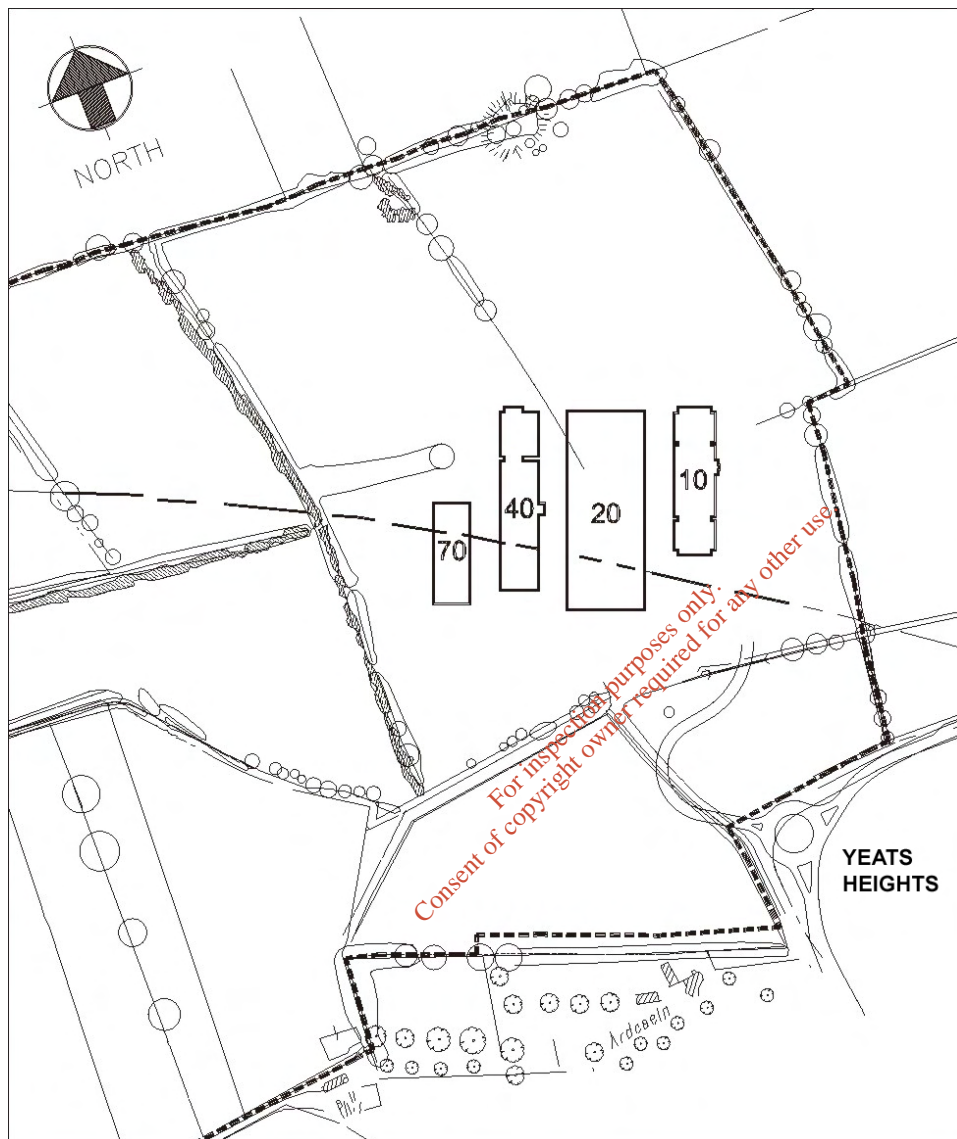 NORTH
10
40
20
70
For inspection purposes only.
Consent of copyright owner required for any other use.
YEATS
HEIGHTS